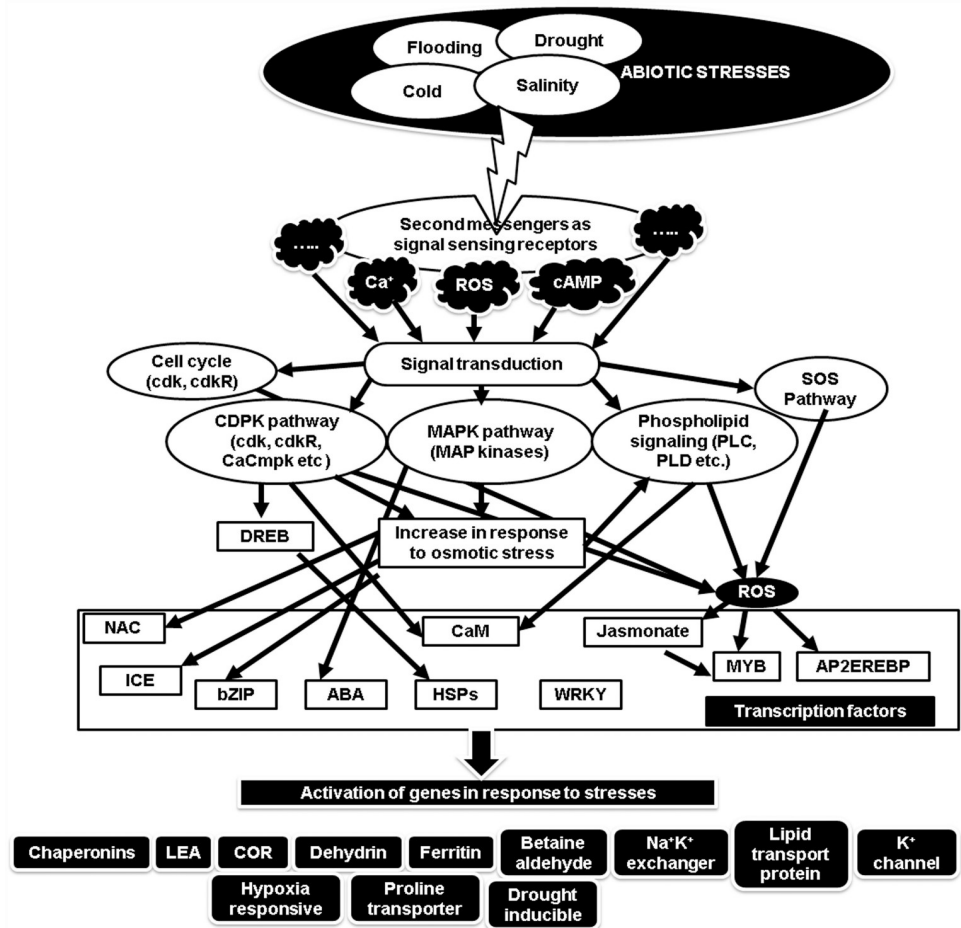 Flooding
Drought
Cold
Salinity
ABIOTIC STRESSES
Second messengers as
signal sensing receptors
.....
.....
Ca⁺
ROS
cAMP
Signal transduction
Cell cycle
(cdk, cdkR)
SOS
Pathway
CDPK pathway
(cdk, cdkR,
CaCmpk etc )
MAPK pathway
(MAP kinases)
Phospholipid
signaling (PLC,
PLD etc.)
DREB
Increase in response
to osmotic stress
ROS
NAC
CaM
Jasmonate
ICE
bZIP
ABA
HSPs
WRKY
MYB
AP2EREBP
Transcription factors
Activation of genes in response to stresses
Chaperonins
LEA
COR
Dehydrin
Ferritin
Betaine
aldehyde
Na⁺K⁺
exchanger
Lipid
transport
protein
K⁺
channel
Hypoxia
responsive
Proline
transporter
Drought
inducible